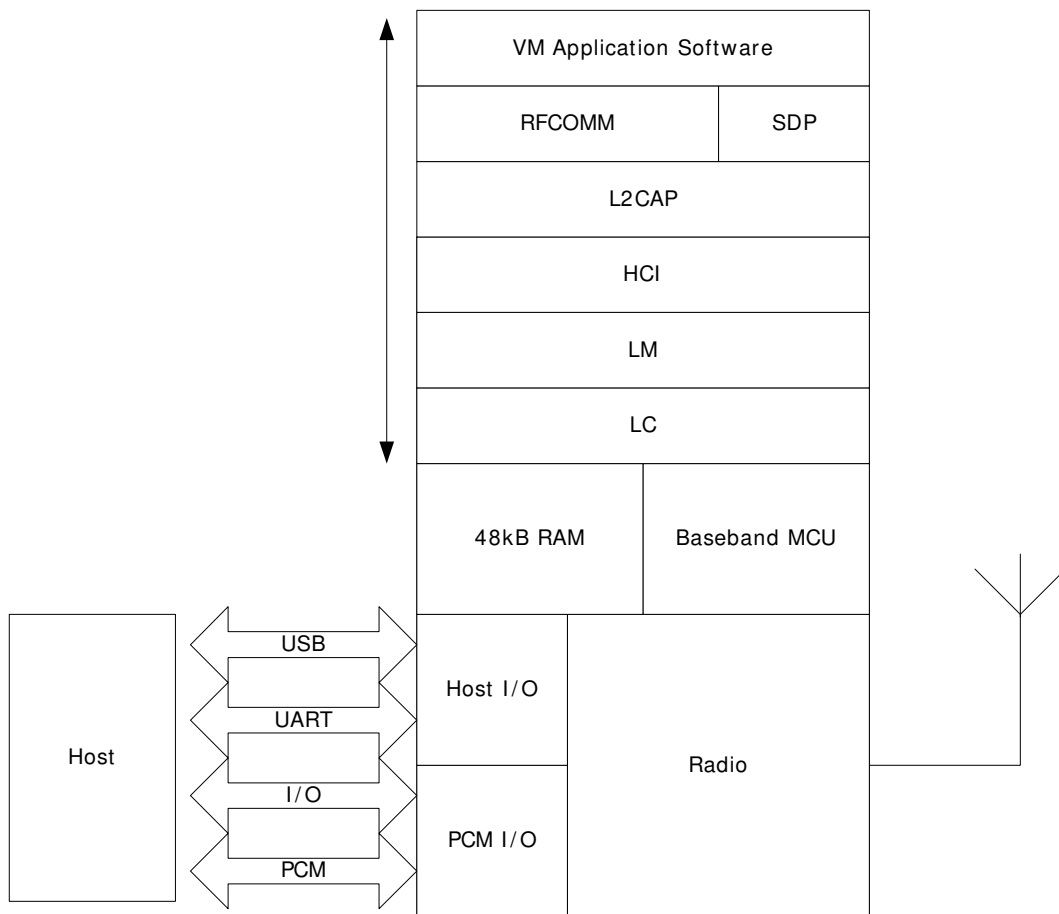 VM Application Software
RFCOMM
SDP
L2CAP
HCI
LM
LC
48kB RAM
Baseband MCU
USB
Host I/O
UART
Host
Radio
I/O
PCM I/O
PCM